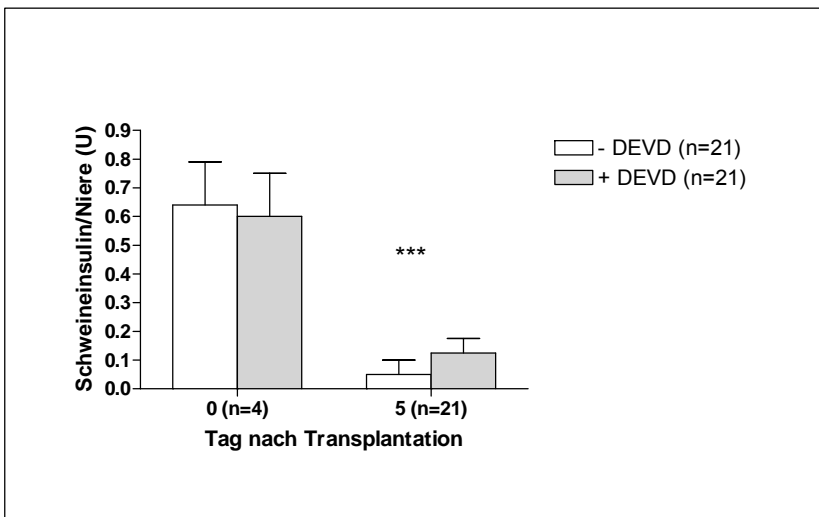 Schweineinsulin/Niere (U)
0.9
0.8
0.7
0.6
0.5
0.4
0.3
0.2
0.1
0.0
***
0 (n=4) 5 (n=21)
Tag nach Transplantation
- DEVD (n=21)
+ DEVD (n=21)